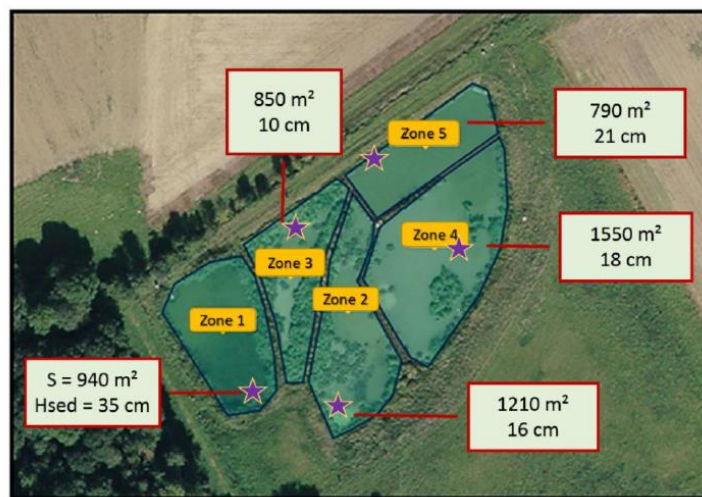 850 m²
10 cm
790 m²
21 cm
Zone 5
Zone 4
1550 m²
18 cm
Zone 3
Zone 2
Zone 1
S = 940 m²
Hsed = 35 cm
1210 m²
16 cm